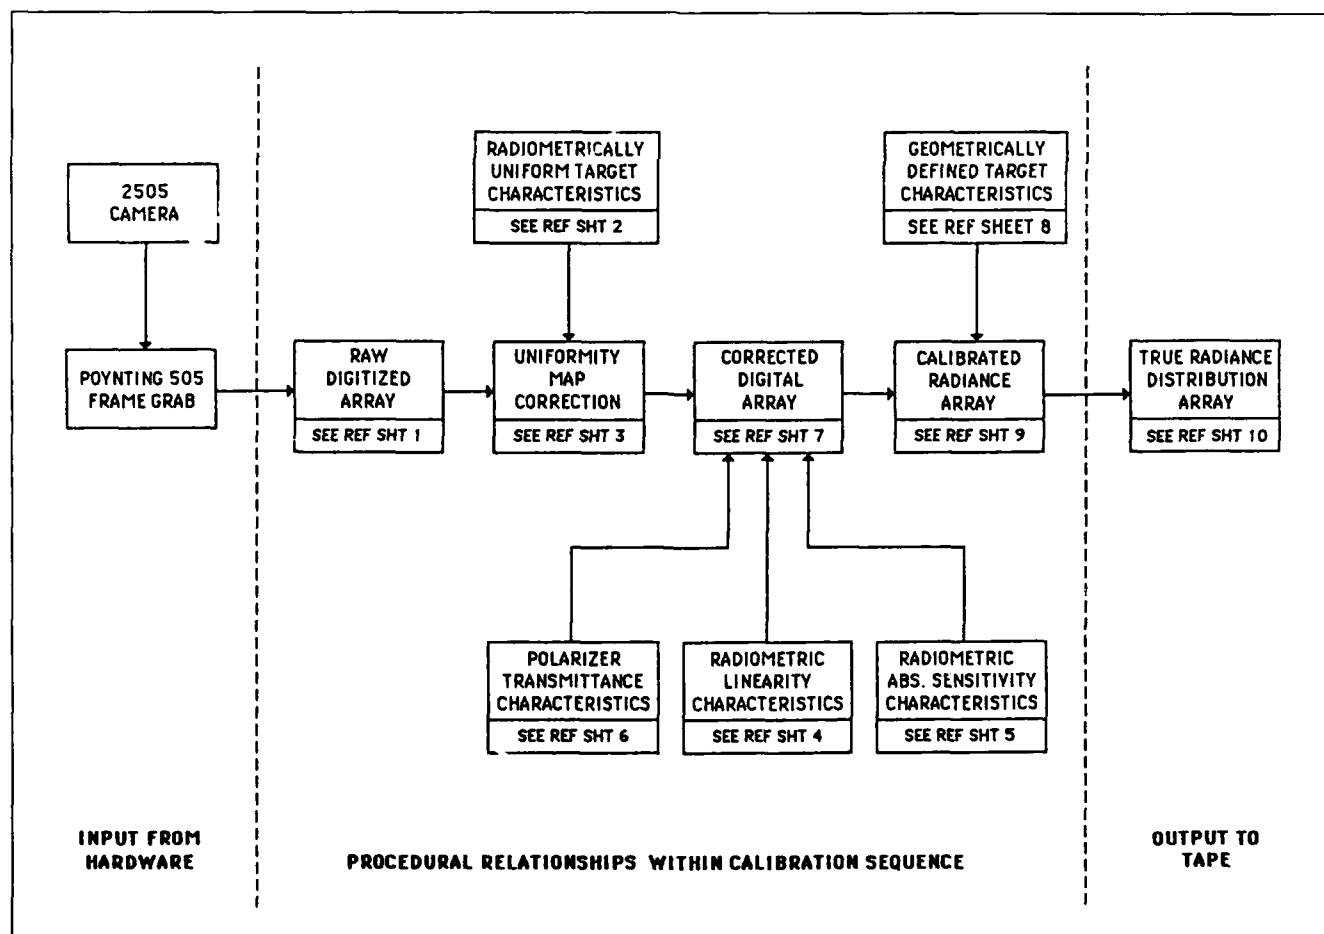 2505
CAMERA
POYNTING 505
FRAME GRAB
RADIOMETRICALLY
UNIFORM TARGET
CHARACTERISTICS
SEE REF SHT 2
GEOMETRICALLY
DEFINED TARGET
CHARACTERISTICS
SEE REF SHEET 8
RAW
DIGITIZED
ARRAY
SEE REF SHT 1
UNIFORMITY
MAP
CORRECTION
SEE REF SHT 3
CORRECTED
DIGITAL
ARRAY
SEE REF SHT 7
CALIBRATED
RADIANCE
ARRAY
SEE REF SHT 9
TRUE RADIANCE
DISTRIBUTION
ARRAY
SEE REF SHT 10
POLARIZER
TRANSMITTANCE
CHARACTERISTICS
SEE REF SHT 6
RADIOMETRIC
LINEARITY
CHARACTERISTICS
SEE REF SHT 4
RADIOMETRIC
ABS. SENSITIVITY
CHARACTERISTICS
SEE REF SHT 5
INPUT FROM
HARDWARE
PROCEDURAL RELATIONSHIPS WITHIN CALIBRATION SEQUENCE
OUTPUT TO
TAPE